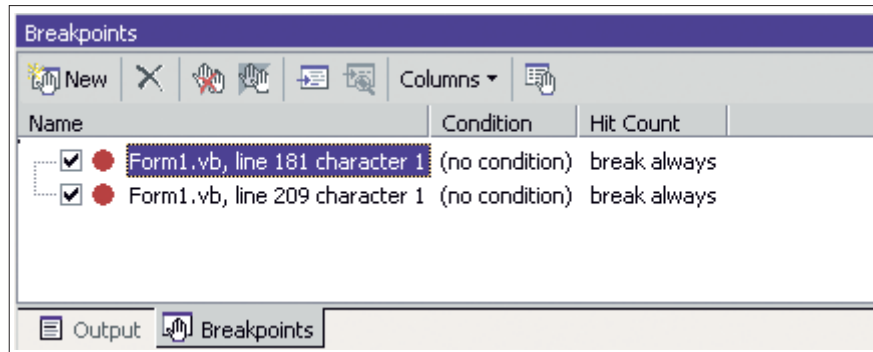 Breakpoints
New Columns
Name Condition Hit Count
Form1.vb, line 181 character 1 (no condition) break always
Form1.vb, line 209 character 1 (no condition) break always
Output Breakpoints